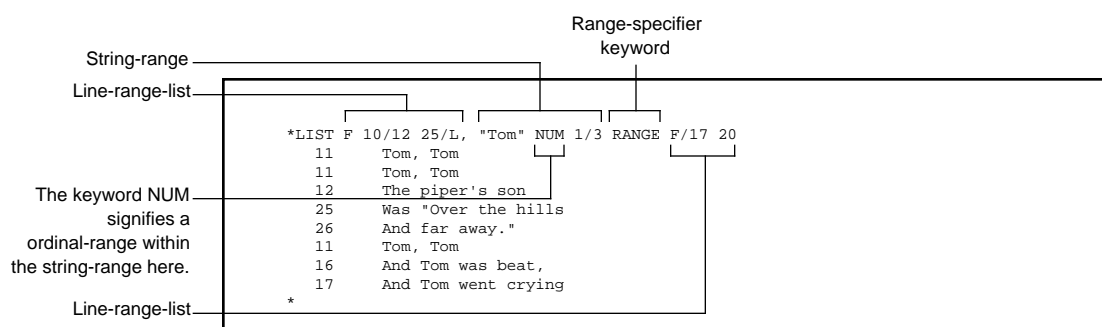 Range-specifier
keyword
String-range
Line-range-list
*LIST F 10/12 25/L, "Tom" NUM 1/3 RANGE F/17 20
11 Tom, Tom
11 Tom, Tom
12 The piper's son
25 Was "Over the hills
26 And far away."
11 Tom, Tom
16 And Tom was beat,
17 And Tom went crying
*
The keyword NUM
signifies a
ordinal-range within
the string-range here.
Line-range-list